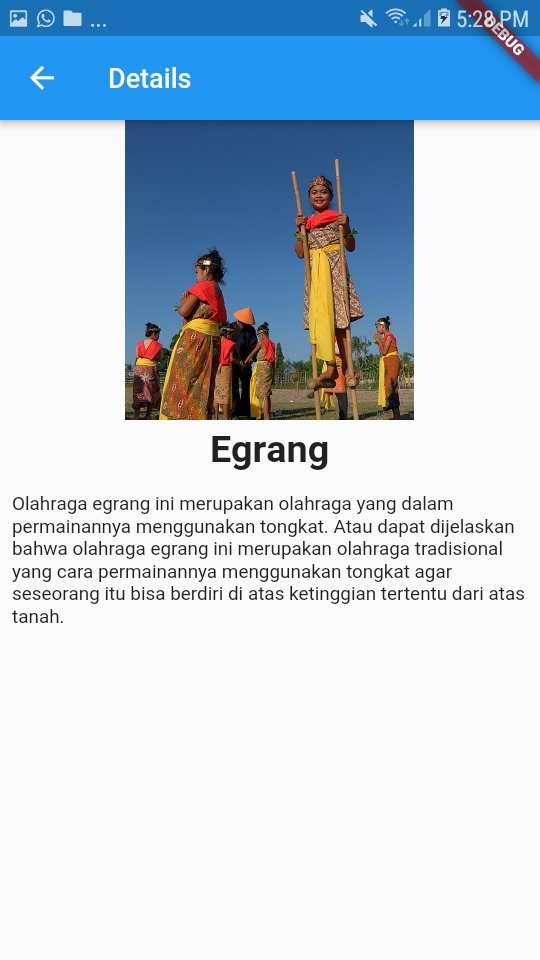 ... 5:28 PM
DEBUG
Details
Egrang
Olahraga egrang ini merupakan olahraga yang dalam
permainannya menggunakan tongkat. Atau dapat dijelaskan
bahwa olahraga egrang ini merupakan olahraga tradisional
yang cara permainannya menggunakan tongkat agar
seseorang itu bisa berdiri di atas ketinggian tertentu dari atas
tanah.